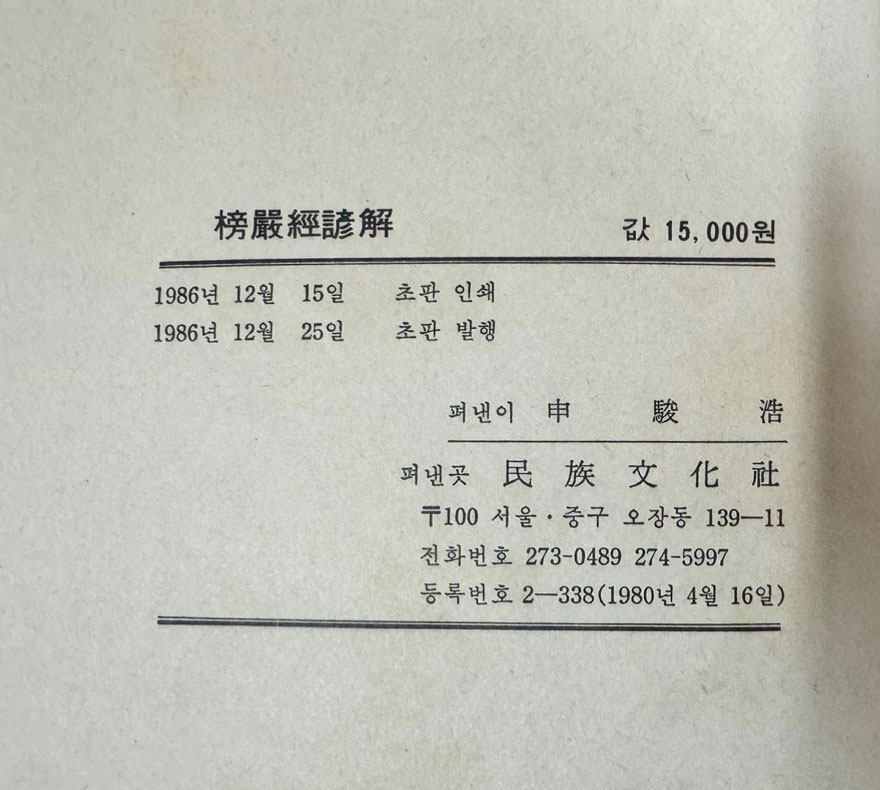 榜嚴經諺解 값 15,000원
1986년 12월 15일 초판 인쇄
1986년 12월 25일 초판 발행
펴낸이 申駿浩
펴낸곳 民族文化社
〒100 서울·중구 오장동 139—11
전화번호 273-0489 274-5997
등록번호 2—338(1980년 4월 16일)